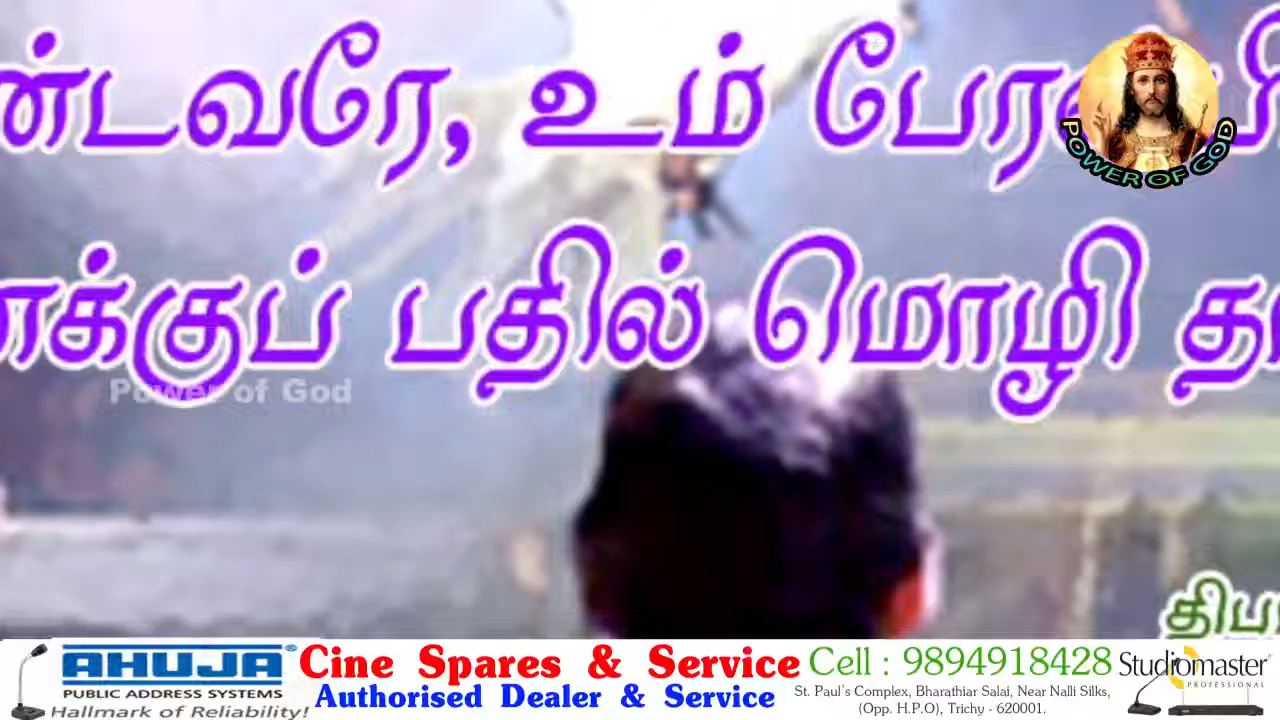 ண்டவரே, உம் பேர
POWER OF GOD
னக்குப் பதில் மொழி த
Power of God
திபா
AHUJA®
PUBLIC ADDRESS SYSTEMS
Hallmark of Reliability!
Cine Spares & Service
Authorised Dealer & Service
Cell : 9894918428
St. Paul's Complex, Bharathiar Salai, Near Nalli Silks,
(Opp. H.P.O), Trichy - 620001.
Studiomaster
PROFESSIONAL